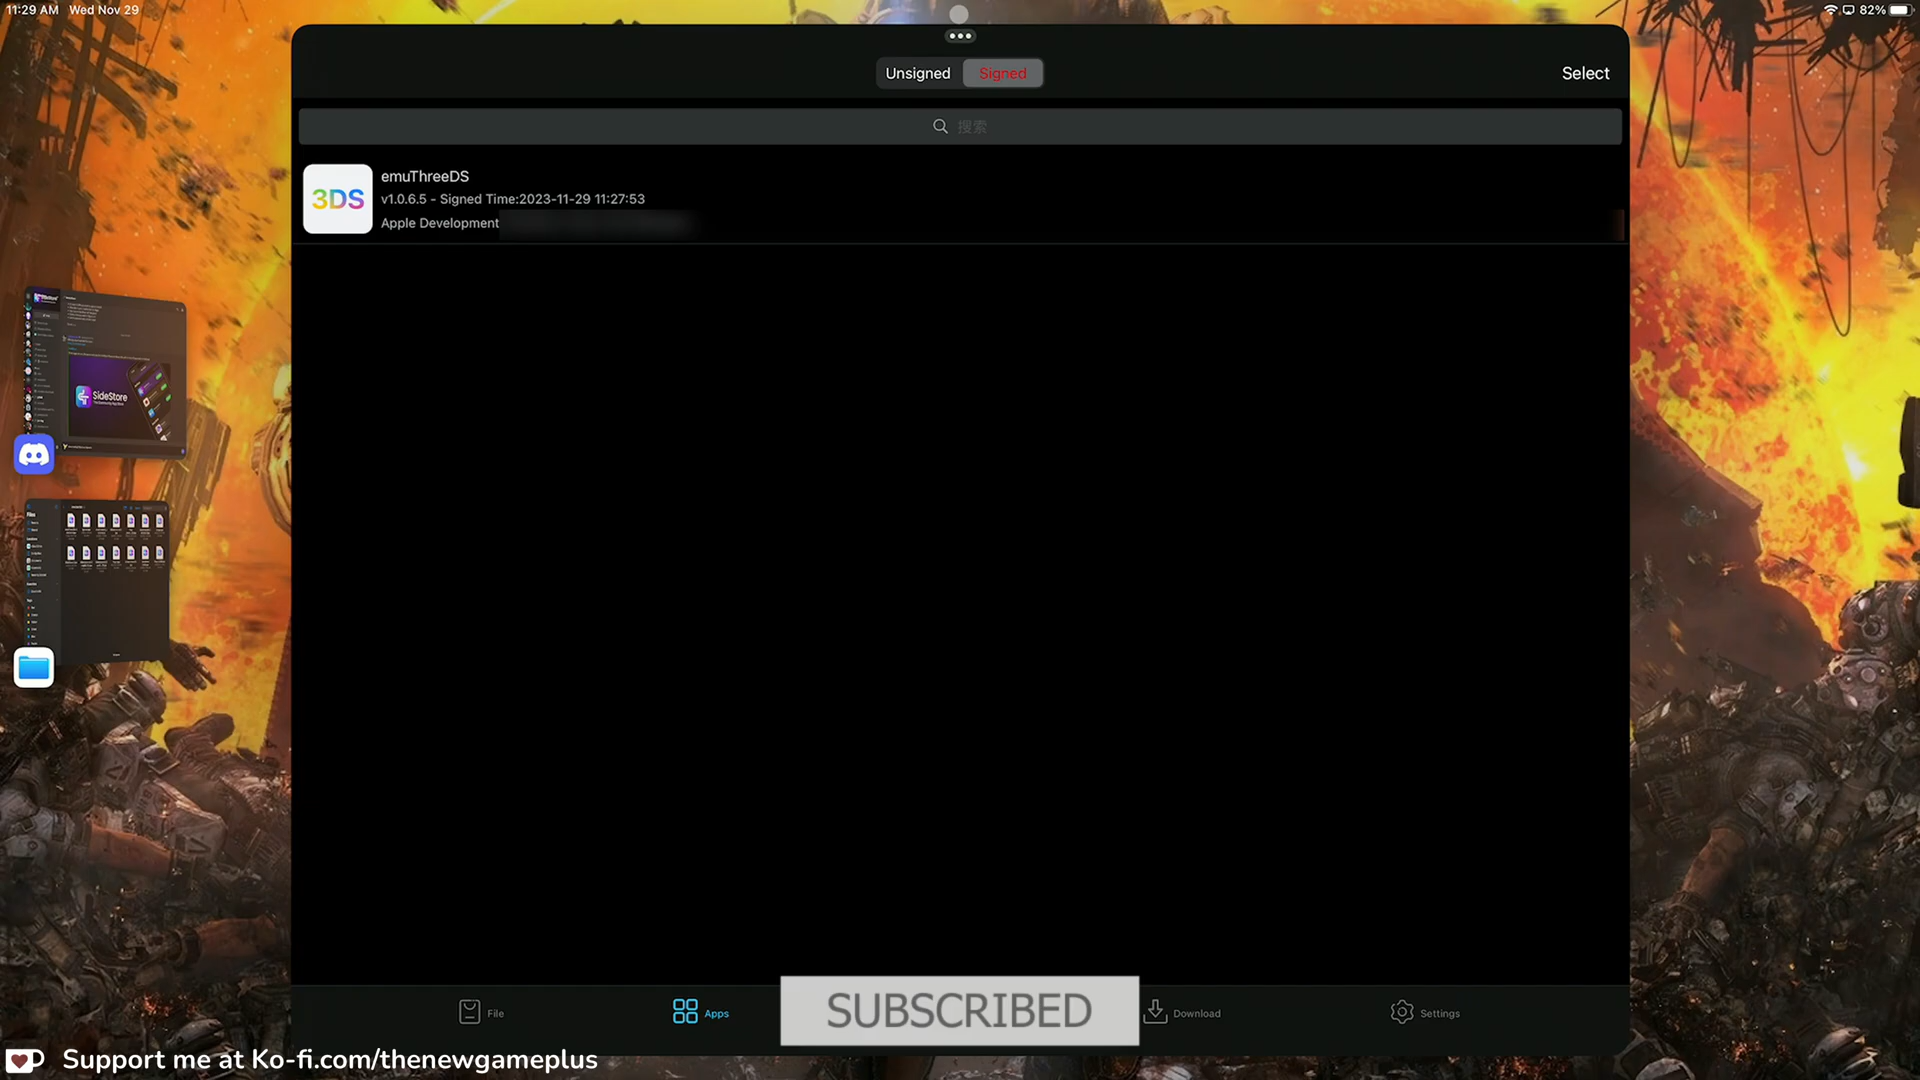 11:29 AM Wed Nov 29
82%
Unsigned
Signed
Select
搜索
3DS
emuThreeDS
v1.0.6.5 - Signed Time:2023-11-29 11:27:53
Apple Development
SideStore
Files
File
Apps
SUBSCRIBED
Download
Settings
Support me at Ko-fi.com/thenewgameplus